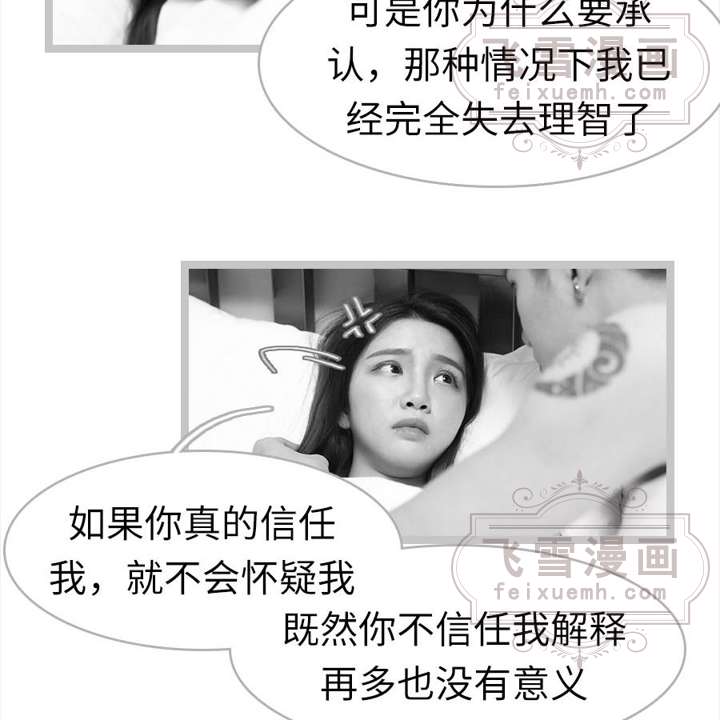 可是你为什么要承
认，那种情况下我已
经完全失去理智了
飞雪漫画
feixuemh.com
如果你真的信任
我，就不会怀疑我
飞雪漫画
feixuemh.com
既然你不信任我解释
再多也没有意义